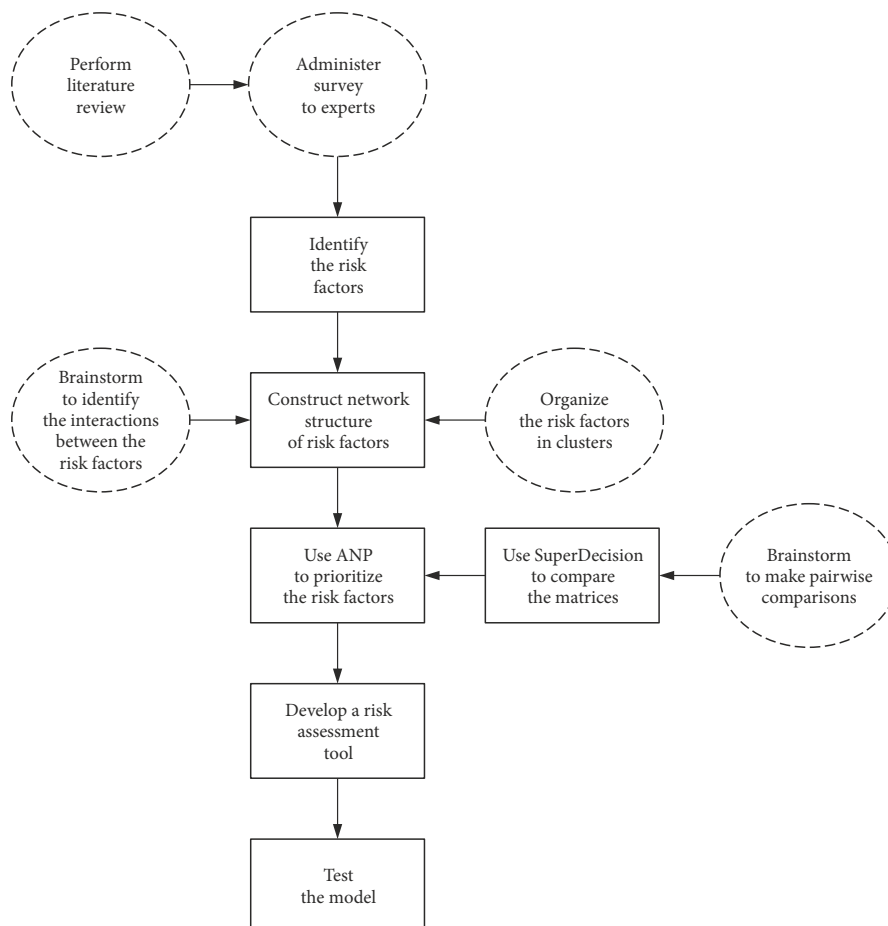 Perform
literature
review
Administer
survey
to experts
Identify
the risk
factors
Brainstorm
to identify
the interactions
between the
risk factors
Construct network
structure
of risk factors
Organize
the risk factors
in clusters
Use ANP
to prioritize
the risk factors
Use SuperDecision
to compare
the matrices
Brainstorm
to make pairwise
comparisons
Develop a risk
assessment
tool
Test
the model